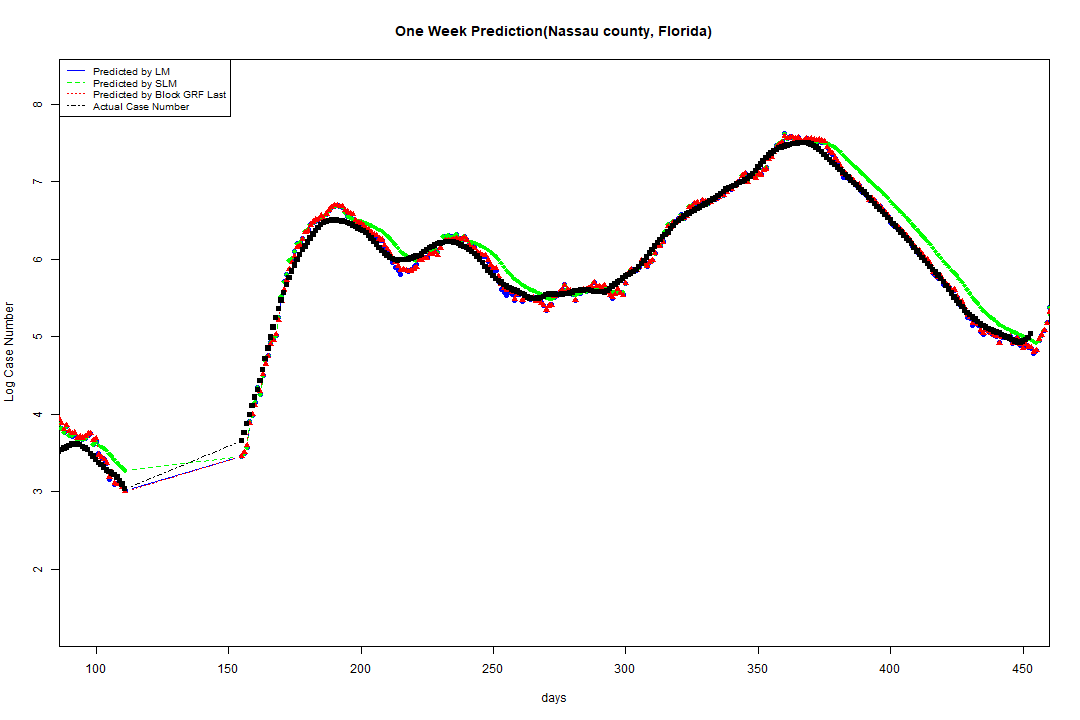 One Week Prediction(Nassau county, Florida)
Predicted by LM
Predicted by SLM
Predicted by Block GRF Last
Actual Case Number
8
7
6
5
4
3
2
Log Case Number
100 150 200 250 300 350 400 450
days